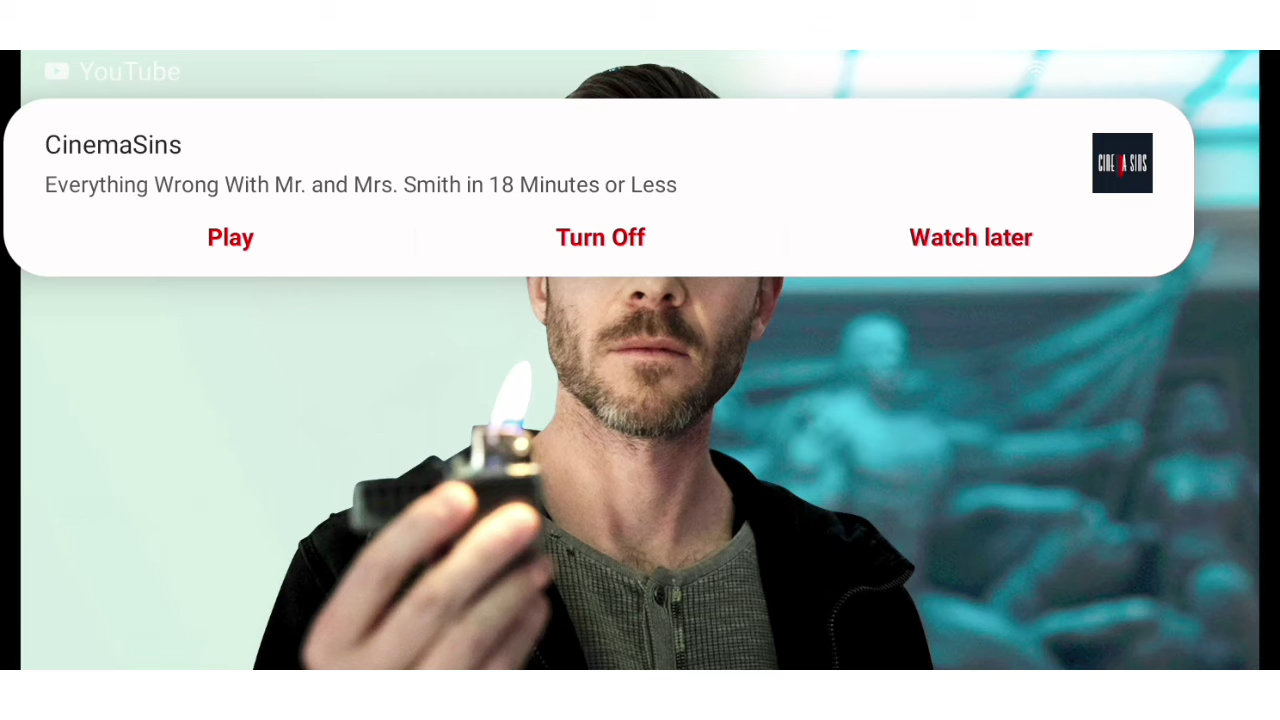 YouTube
CinemaSins
Everything Wrong With Mr. and Mrs. Smith in 18 Minutes or Less
CINEMA SINS
Play
Turn Off
Watch later